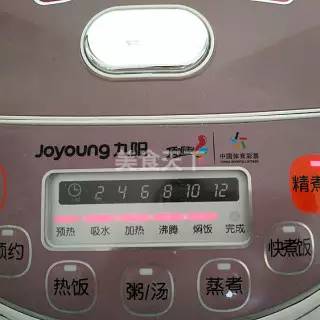 Joyoung 九阳
中国体育彩票
美食天下
2 4 6 8 10 12
预热 吸水 加热 沸腾 焖饭 完成
精煮
预约
热饭
粥/汤
蒸煮
快煮饭